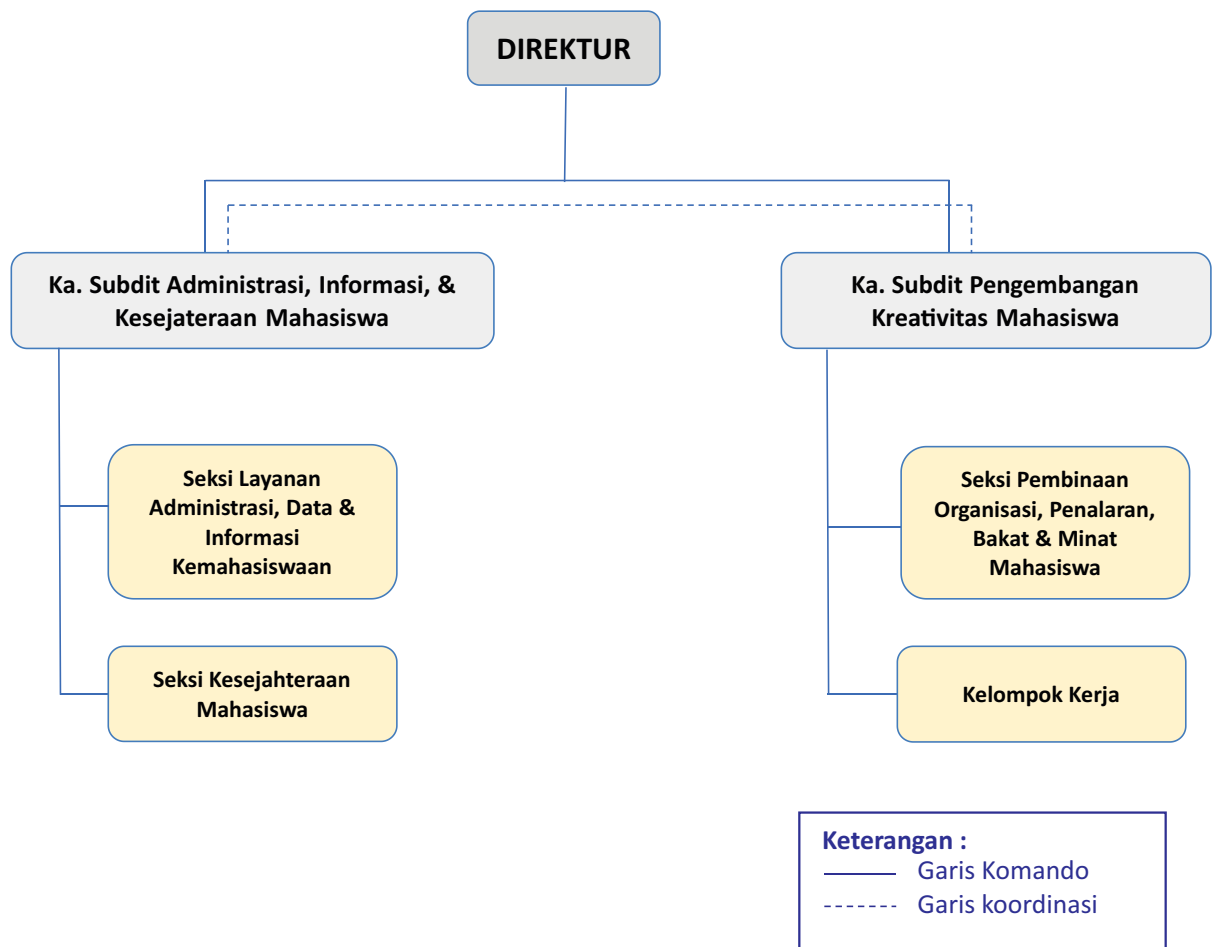 DIREKTUR
Ka. Subdit Administrasi, Informasi, &
Kesejateraan Mahasiswa
Ka. Subdit Pengembangan
Kreativitas Mahasiswa
Seksi Layanan
Administrasi, Data &
Informasi
Kemahasiswaan
Seksi Pembinaan
Organisasi, Penalaran,
Bakat & Minat
Mahasiswa
Seksi Kesejahteraan
Mahasiswa
Kelompok Kerja
Keterangan :
Garis Komando
Garis koordinasi